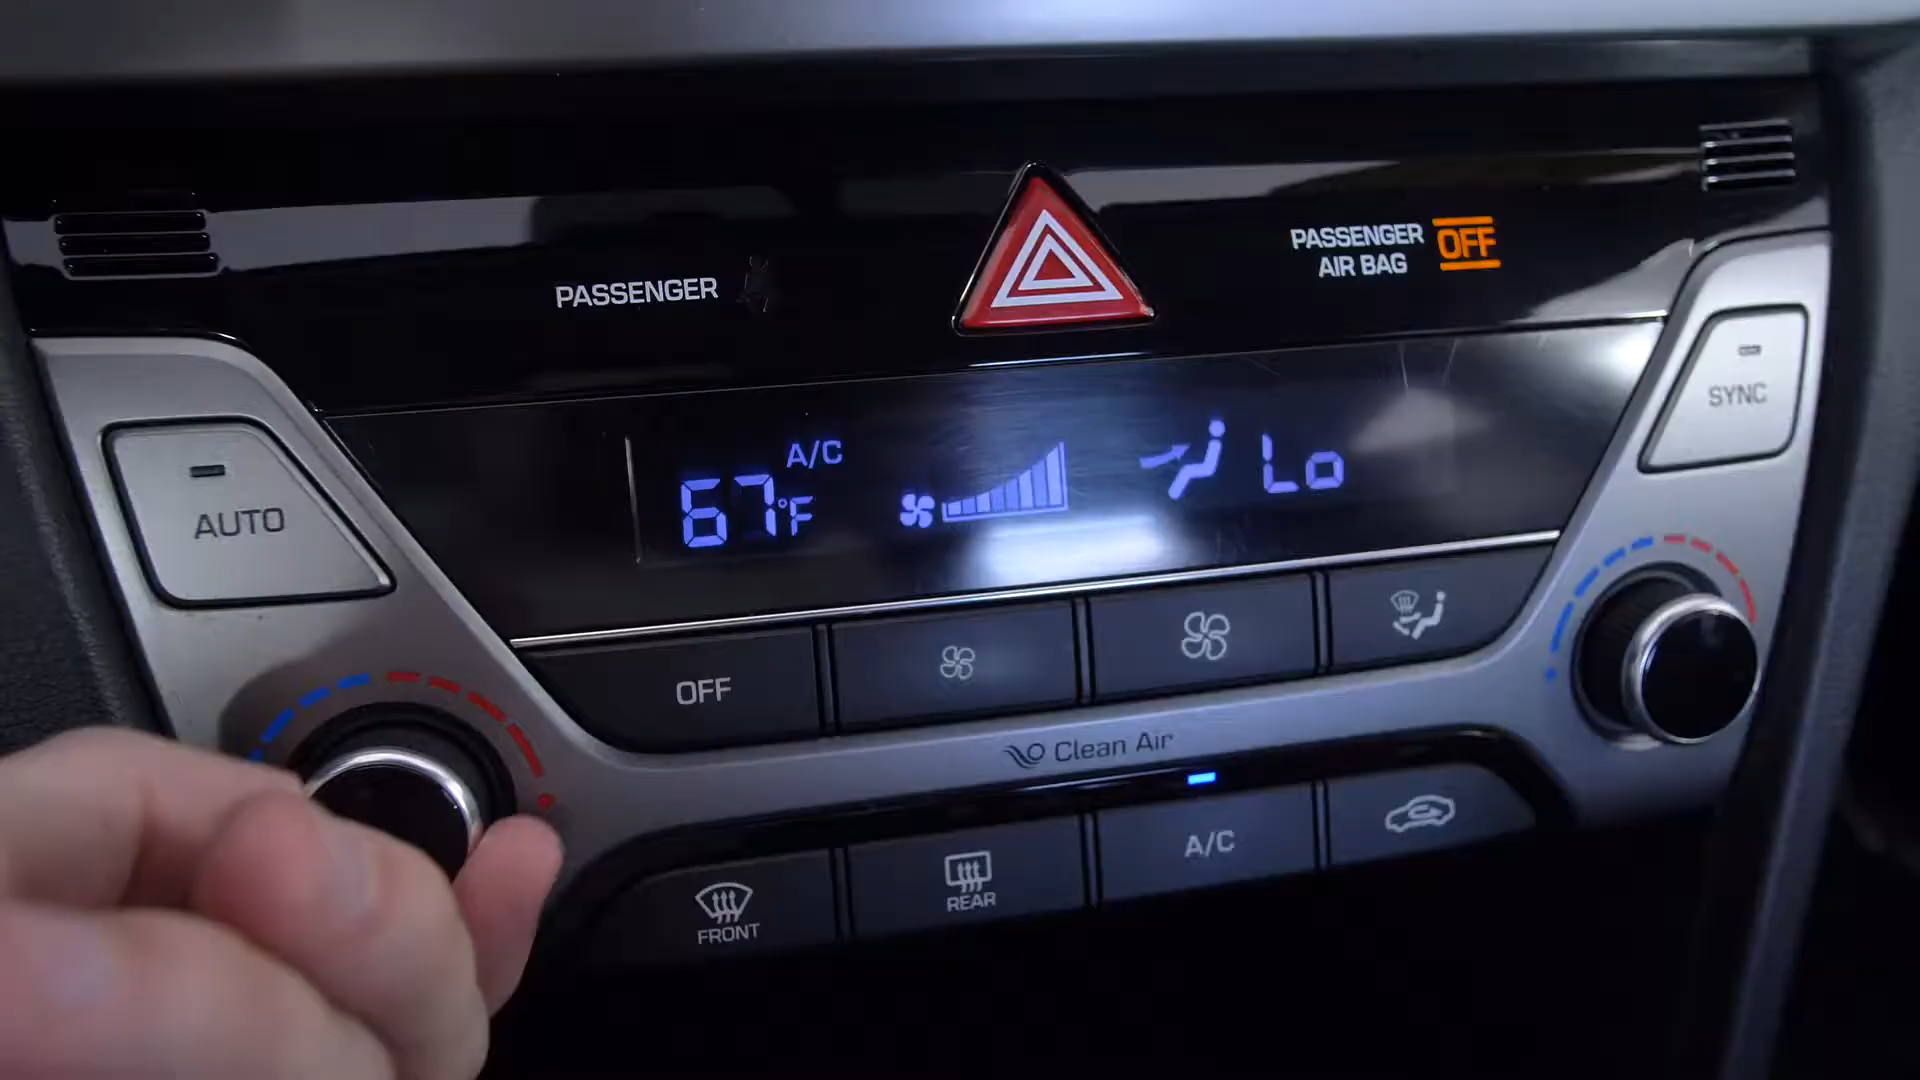 PASSENGER
PASSENGER
AIR BAG
OFF
AUTO
SYNC
67°F
A/C
Lo
OFF
Clean Air
FRONT
REAR
A/C